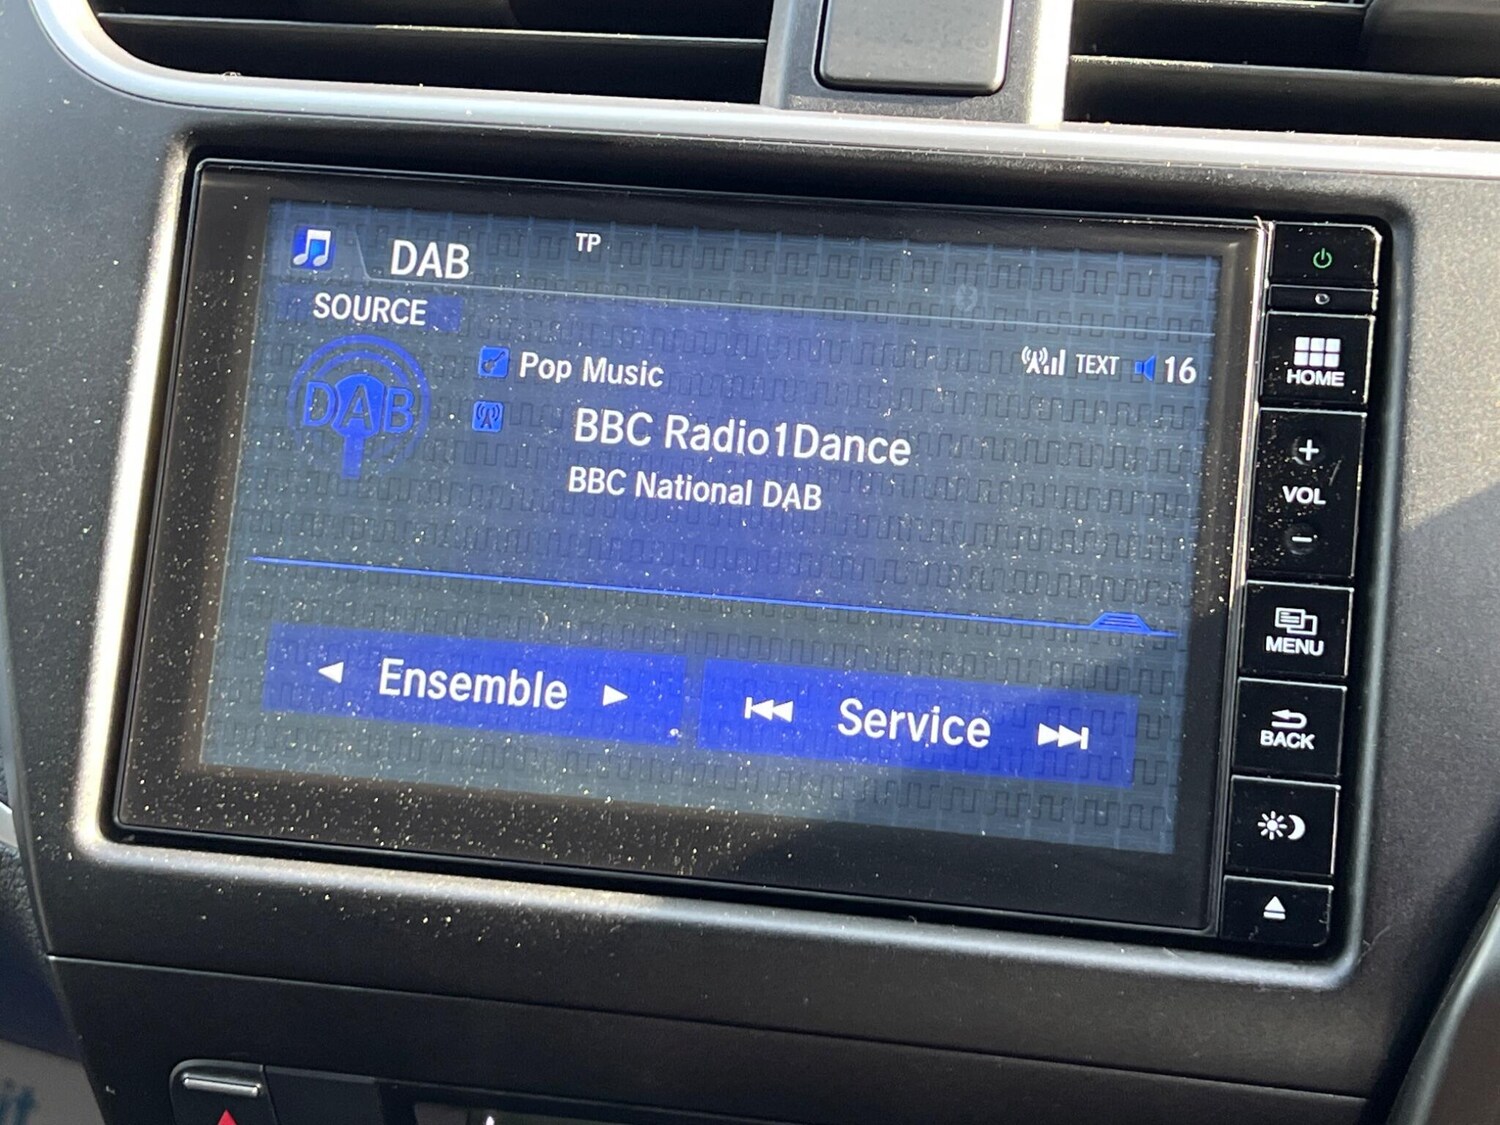 DAB
TP
SOURCE
DAB
Pop Music
TEXT 16
BBC Radio1Dance
BBC National DAB
Ensemble
Service
HOME
+
VOL
-
MENU
BACK